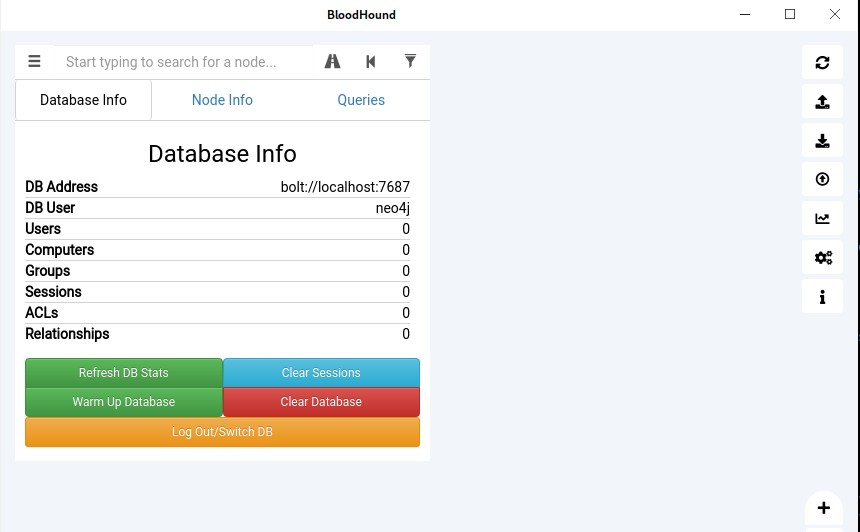 BloodHound
Start typing to search for a node...
Database Info Node Info Queries
Database Info
DB Address bolt://localhost:7687
DB User neo4j
Users 0
Computers 0
Groups 0
Sessions 0
ACLs 0
Relationships 0
Refresh DB Stats Clear Sessions
Warm Up Database Clear Database
Log Out/Switch DB